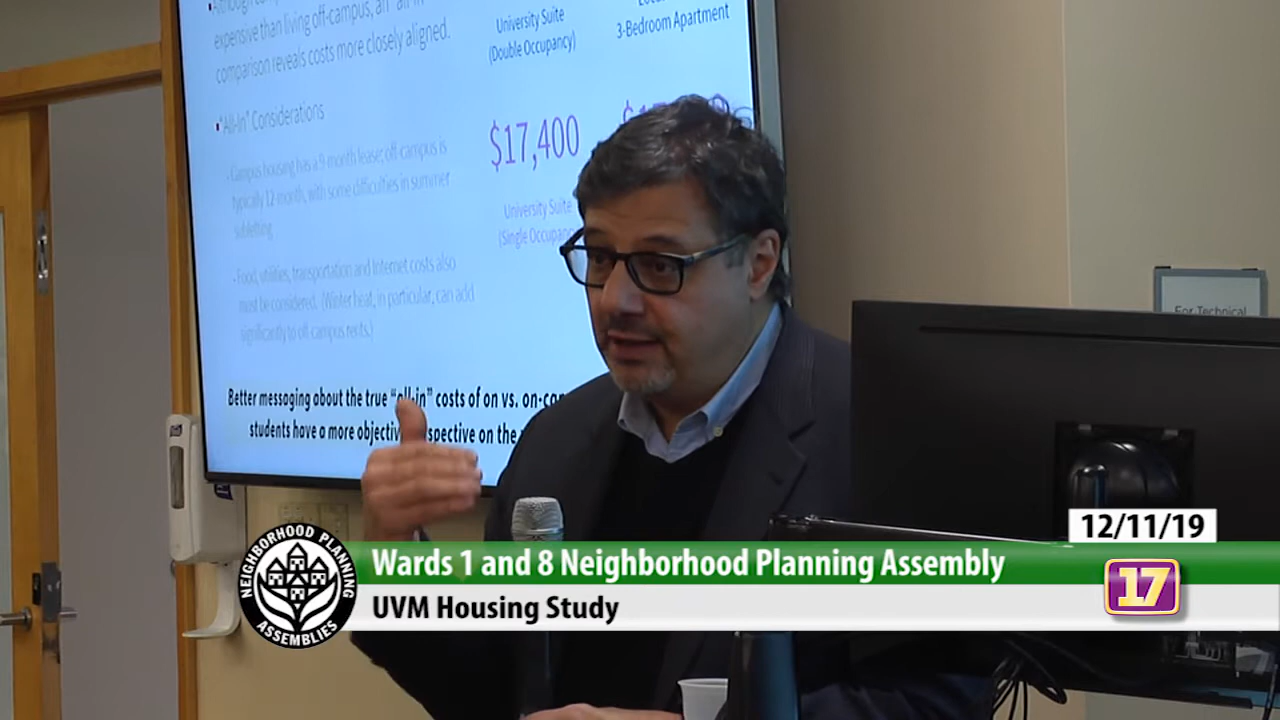 expensive than living off-campus, an "all-in"
comparison reveals costs more closely aligned.
"All-In" Considerations
- Campus housing has a 9-month lease; off-campus is
typically 12-month, with some difficulties in summer
subletting
- Food, utilities, transportation and Internet costs also
must be considered. (Winter heat, in particular, can add
significantly to off-campus rents.)
University Suite
(Double Occupancy)
3-Bedroom Apartment
$17,400
University Suite
(Single
Better messaging about the true "all-in" costs of on vs.
students have a more on the
For Technical
12/11/19
NEIGHBORHOOD PLANNING
ASSEMBLIES
Wards 1 and 8 Neighborhood Planning Assembly
17
UVM Housing Study